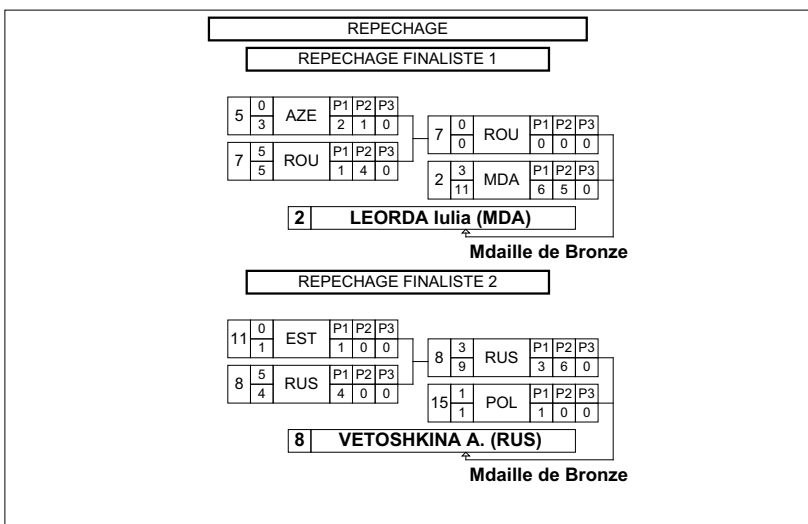 REPECHAGE
REPECHAGE FINALISTE 1
5 0 3 AZE P1 P2 P3 2 1 0
7 5 5 ROU P1 P2 P3 1 4 0
7 0 0 ROU P1 P2 P3 0 0 0
2 3 11 MDA P1 P2 P3 6 5 0
2 LEORDA Iulia (MDA)
Mdaille de Bronze
REPECHAGE FINALISTE 2
11 0 1 EST P1 P2 P3 1 0 0
8 5 4 RUS P1 P2 P3 4 0 0
8 3 9 RUS P1 P2 P3 3 6 0
15 1 1 POL P1 P2 P3 1 0 0
8 VETOSHKINA A. (RUS)
Mdaille de Bronze